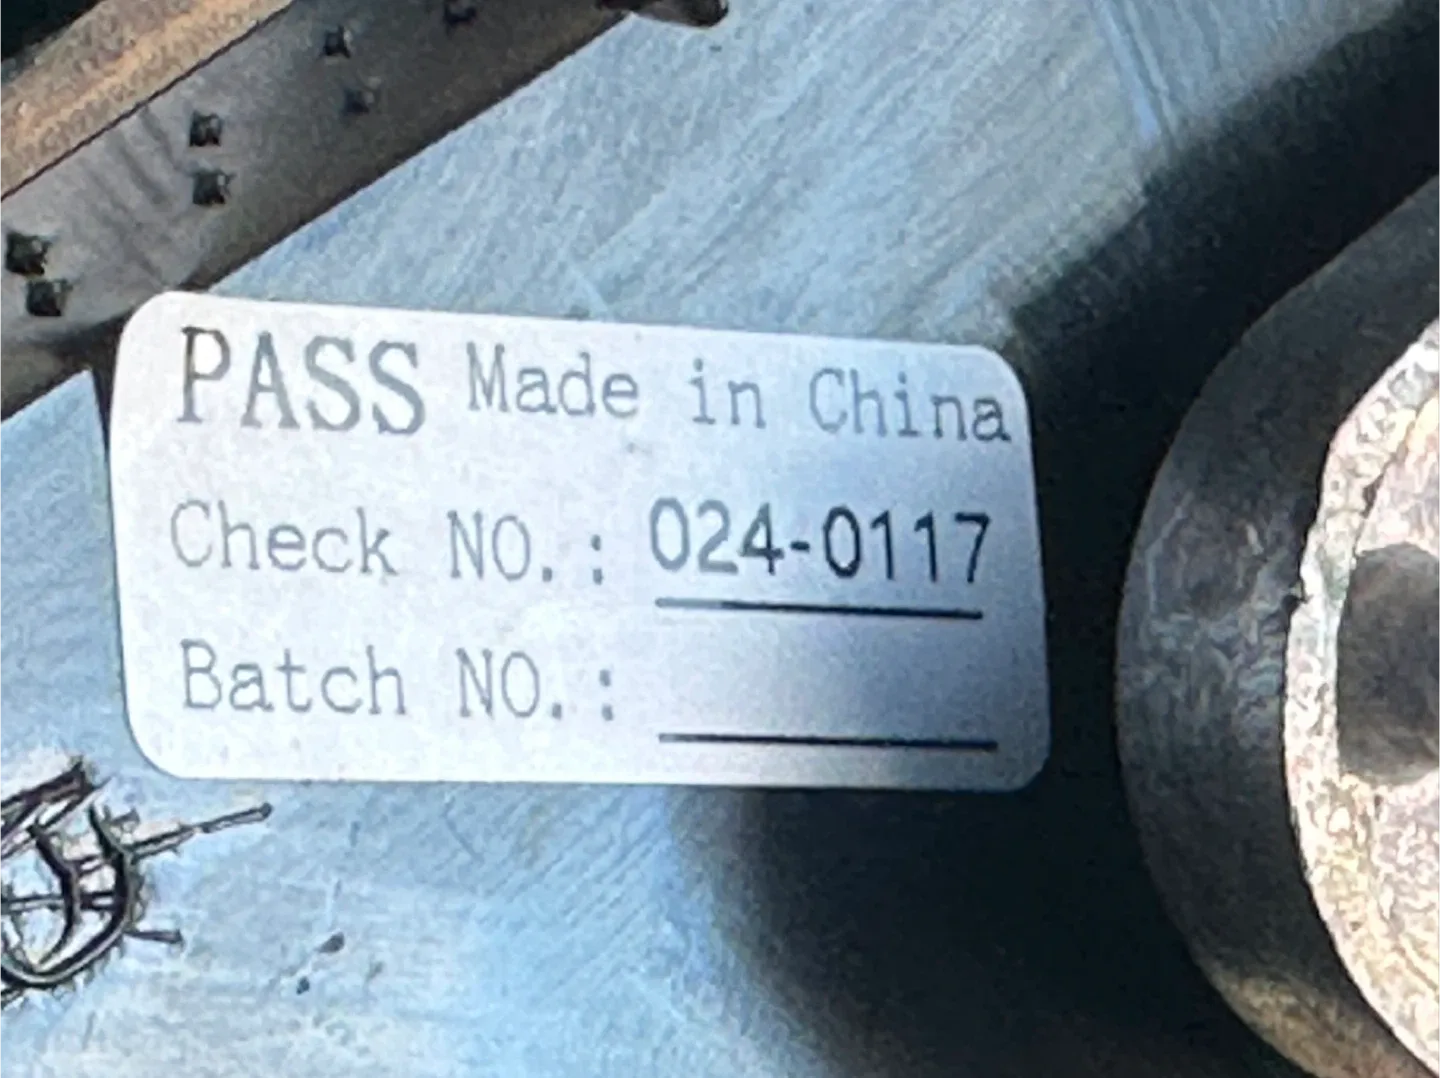 PASS Made in China
Check NO.: 024-0117
Batch NO.: